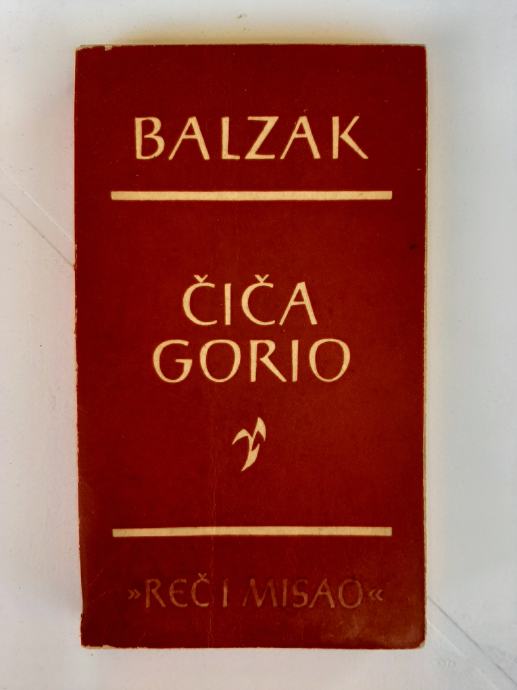 BALZAK
ČIČA
GORIO
»REČ I MISAO«